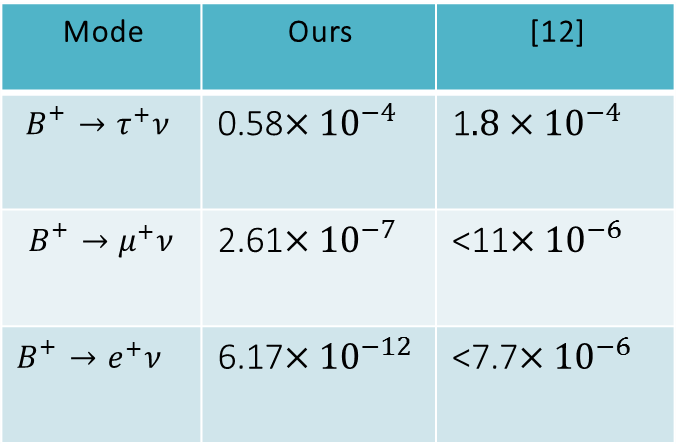 Mode Ours [12]
B⁺ → τ⁺ν 0.58× 10⁻⁴ 1.8 × 10⁻⁴
B⁺ → μ⁺ν 2.61× 10⁻⁷ <11× 10⁻⁶
B⁺ → e⁺ν 6.17× 10⁻¹² <7.7× 10⁻⁶